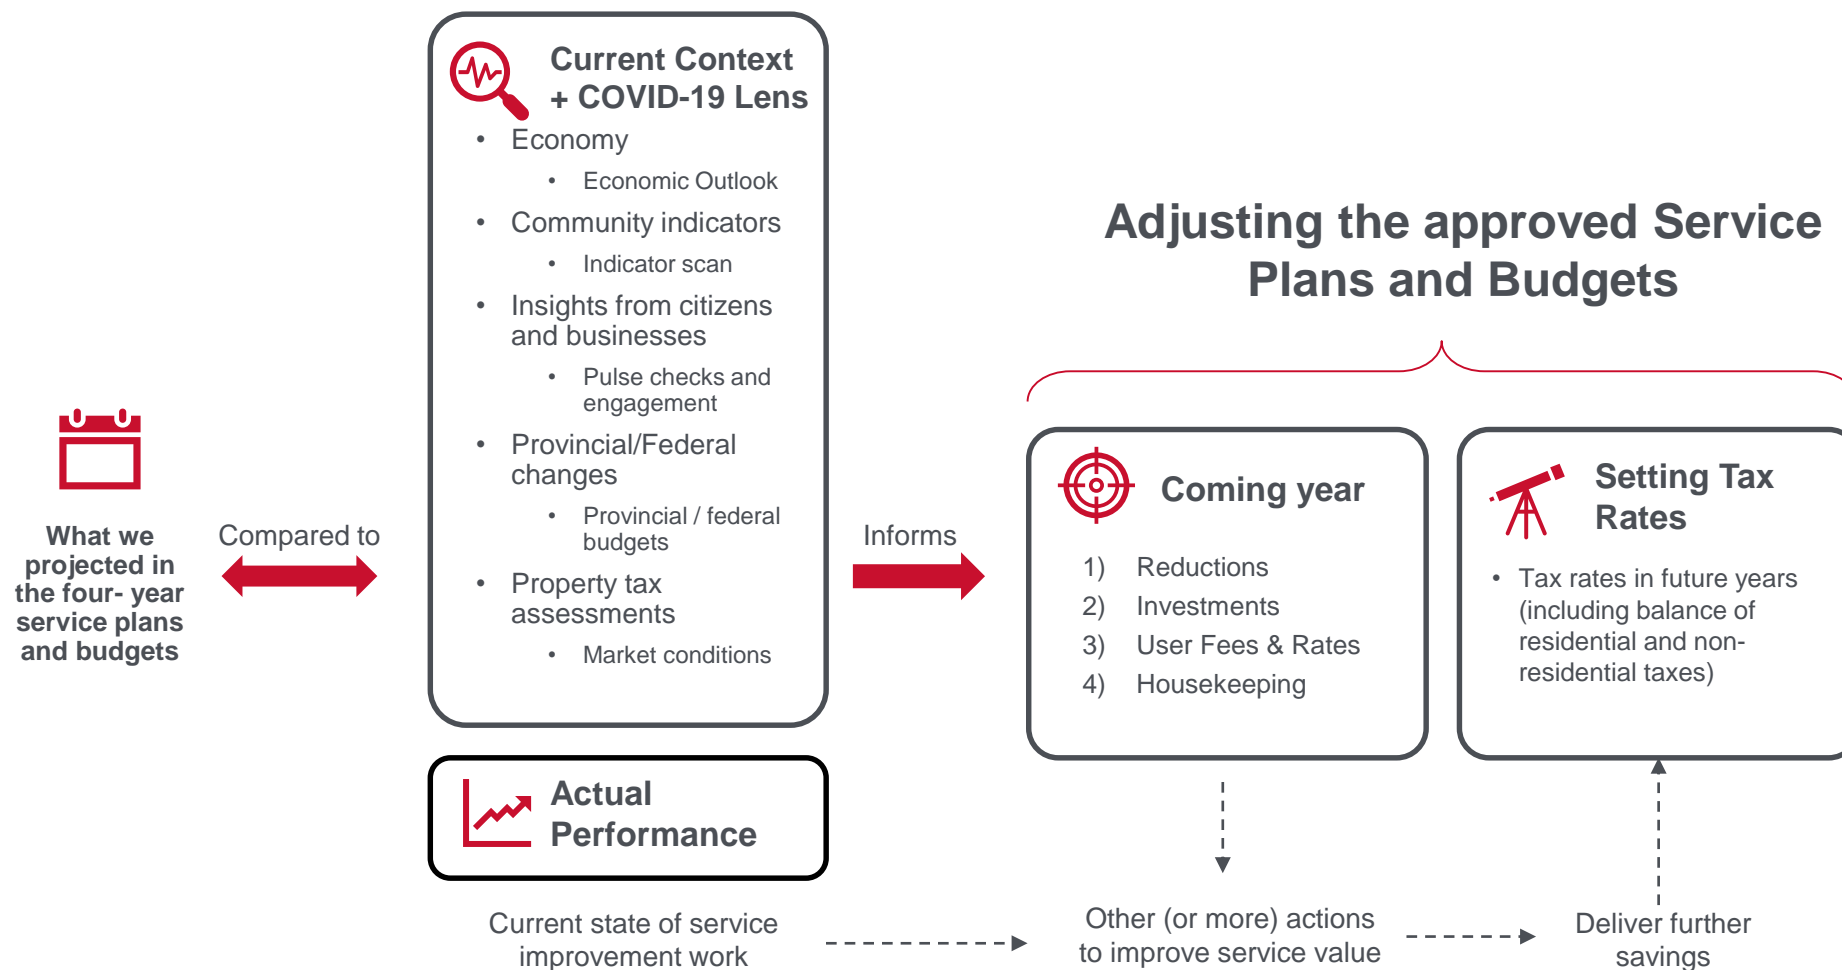 What we
projected in
the four- year
service plans
and budgets
Compared to
Current Context
+ COVID-19 Lens
• Economy
• Economic Outlook
• Community indicators
• Indicator scan
• Insights from citizens
and businesses
• Pulse checks and
engagement
• Provincial/Federal
changes
• Provincial / federal
budgets
• Property tax
assessments
• Market conditions
Actual
Performance
Informs
Adjusting the approved Service
Plans and Budgets
Coming year
1) Reductions
2) Investments
3) User Fees & Rates
4) Housekeeping
Setting Tax
Rates
• Tax rates in future years
(including balance of
residential and non-
residential taxes)
Current state of service
improvement work
Other (or more) actions
to improve service value
Deliver further
savings